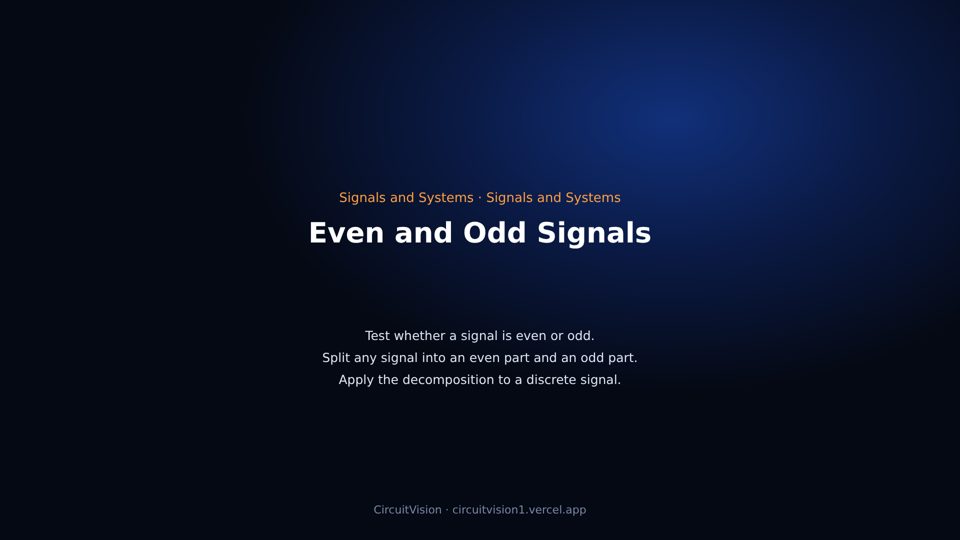 Signals and Systems · Signals and Systems
Even and Odd Signals
Test whether a signal is even or odd.
Split any signal into an even part and an odd part.
Apply the decomposition to a discrete signal.
CircuitVision · circuitvision1.vercel.app